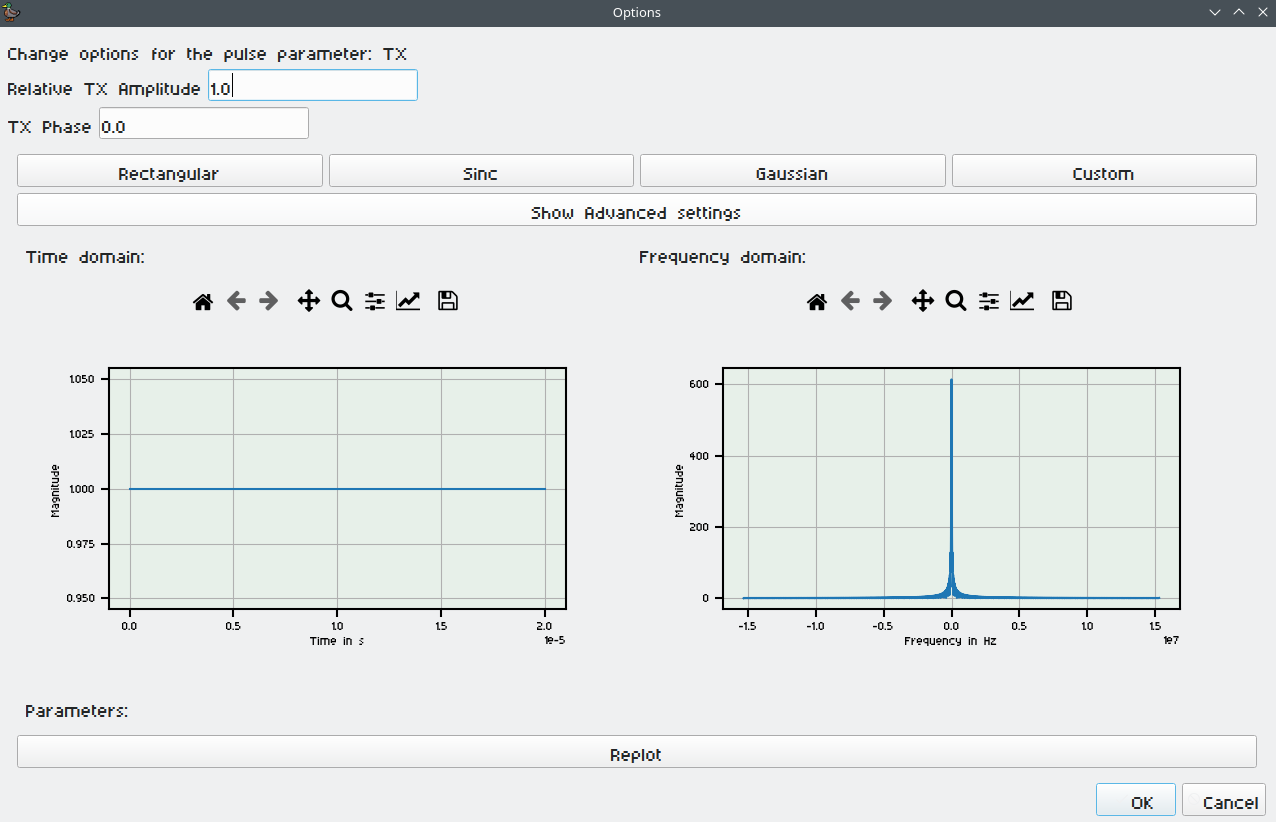 Options
Change options for the pulse parameter: TX
Relative TX Amplitude 1.0
TX Phase 0.0
Rectangular Sinc Gaussian Custom
Show Advanced settings
Time domain: Frequency domain:
1.050
1.025
1.000
0.975
0.950
Magnitude
0.0 0.5 1.0 1.5 2.0
1e-5
Time in s
600
400
200
0
Magnitude
-1.5 -1.0 -0.5 0.0 0.5 1.0 1.5
1e7
Frequency in Hz
Parameters:
Replot
OK Cancel